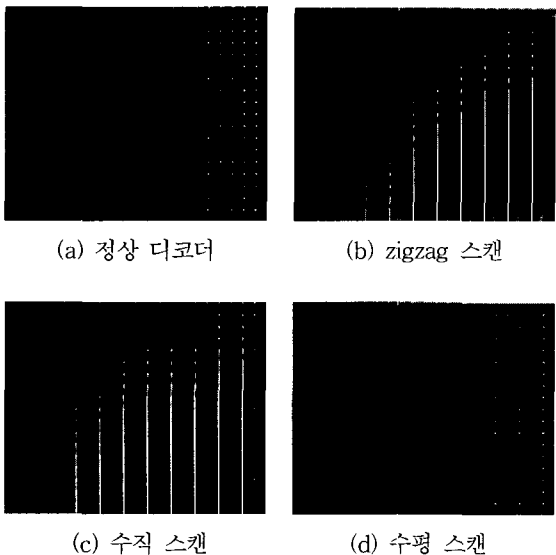 (a) 정상 디코더
(b) zigzag 스캔
(c) 수직 스캔
(d) 수평 스캔